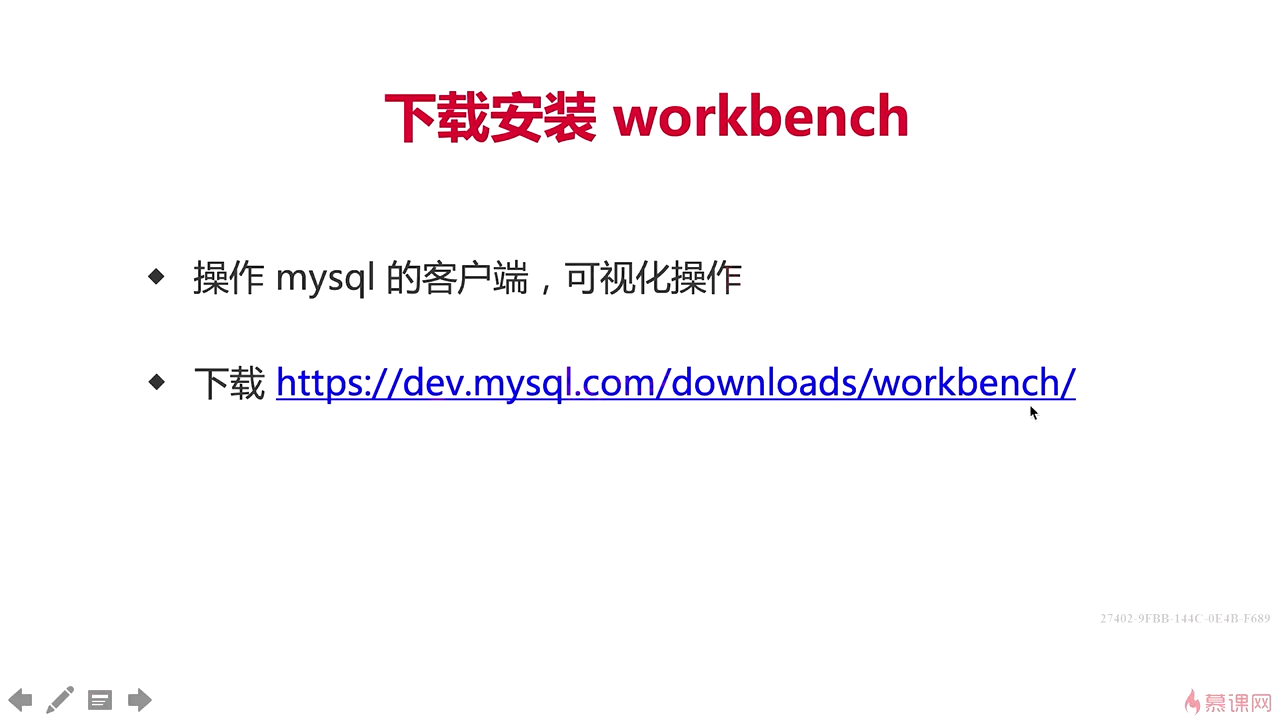 下载安装 workbench
操作 mysql 的客户端，可视化操作
下载 https://dev.mysql.com/downloads/workbench/
27402-9FBB-144C-0E4B-F689
慕课网